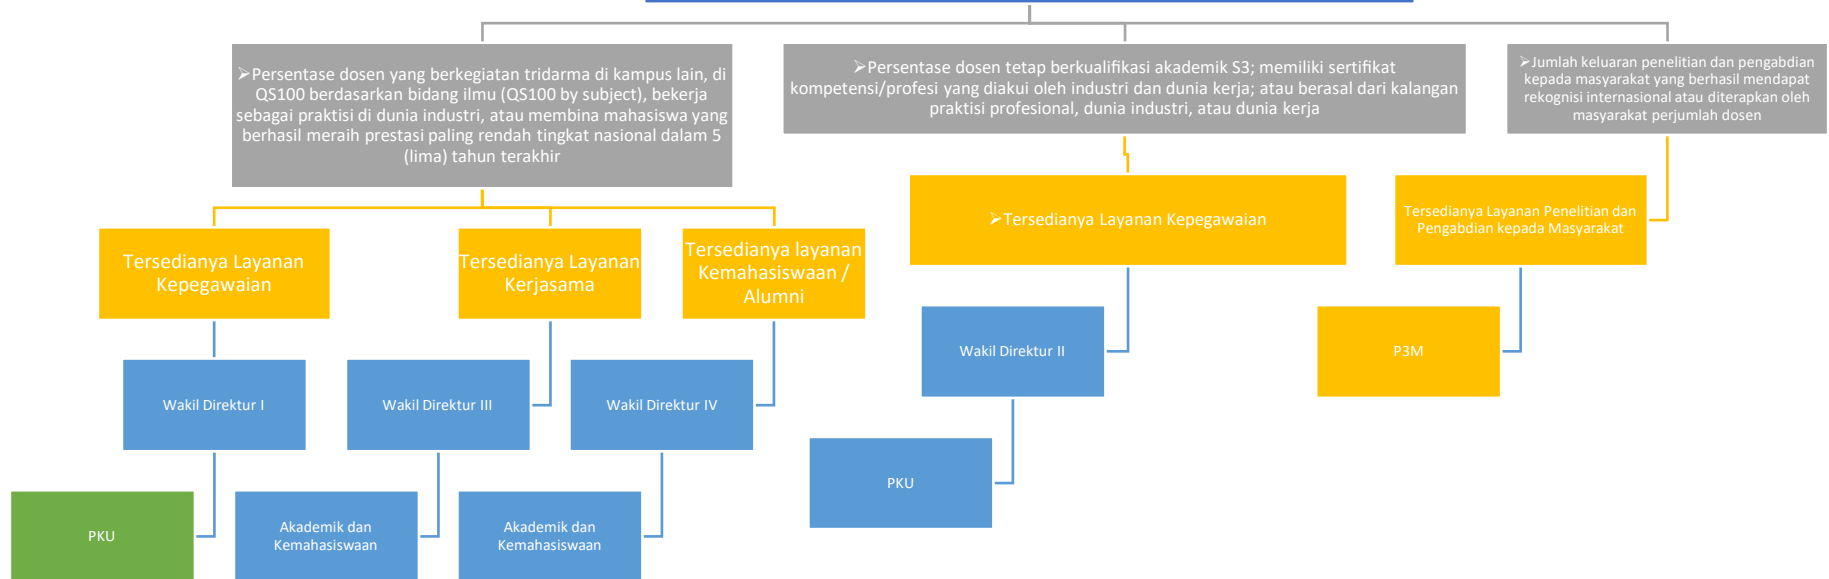 ➢Persentase dosen yang berkegiatan tridarma di kampus lain, di
QS100 berdasarkan bidang ilmu (QS100 by subject), bekerja
sebagai praktisi di dunia industri, atau membina mahasiswa yang
berhasil meraih prestasi paling rendah tingkat nasional dalam 5
(lima) tahun terakhir
➢Persentase dosen tetap berkualifikasi akademik S3; memiliki sertifikat
kompetensi/profesi yang diakui oleh industri dan dunia kerja; atau berasal dari kalangan
praktisi profesional, dunia industri, atau dunia kerja
➢Jumlah keluaran penelitian dan pengabdian
kepada masyarakat yang berhasil mendapat
rekognisi internasional atau diterapkan oleh
masyarakat perjumlah dosen
Tersedianya Layanan
Kepegawaian
Tersedianya Layanan
Kerjasama
Tersedianya layanan
Kemahasiswaan /
Alumni
➢Tersedianya Layanan Kepegawaian
Tersedianya Layanan Penelitian dan
Pengabdian kepada Masyarakat
Wakil Direktur I
Wakil Direktur III
Wakil Direktur IV
Wakil Direktur II
P3M
PKU
Akademik dan
Kemahasiswaan
Akademik dan
Kemahasiswaan
PKU